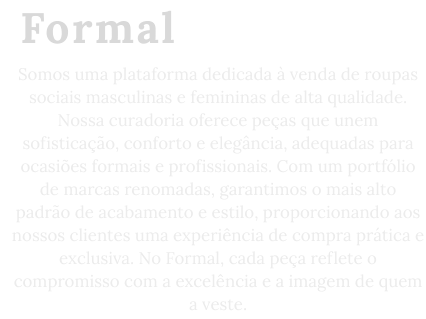 Formal
Somos uma plataforma dedicada à venda de roupas
sociais masculinas e femininas de alta qualidade.
Nossa curadoria oferece peças que unem
sofisticação, conforto e elegância, adequadas para
ocasiões formais e profissionais. Com um portfólio
de marcas renomadas, garantimos o mais alto
padrão de acabamento e estilo, proporcionando aos
nossos clientes uma experiência de compra prática e
exclusiva. No Formal, cada peça reflete o
compromisso com a excelência e a imagem de quem
a veste.